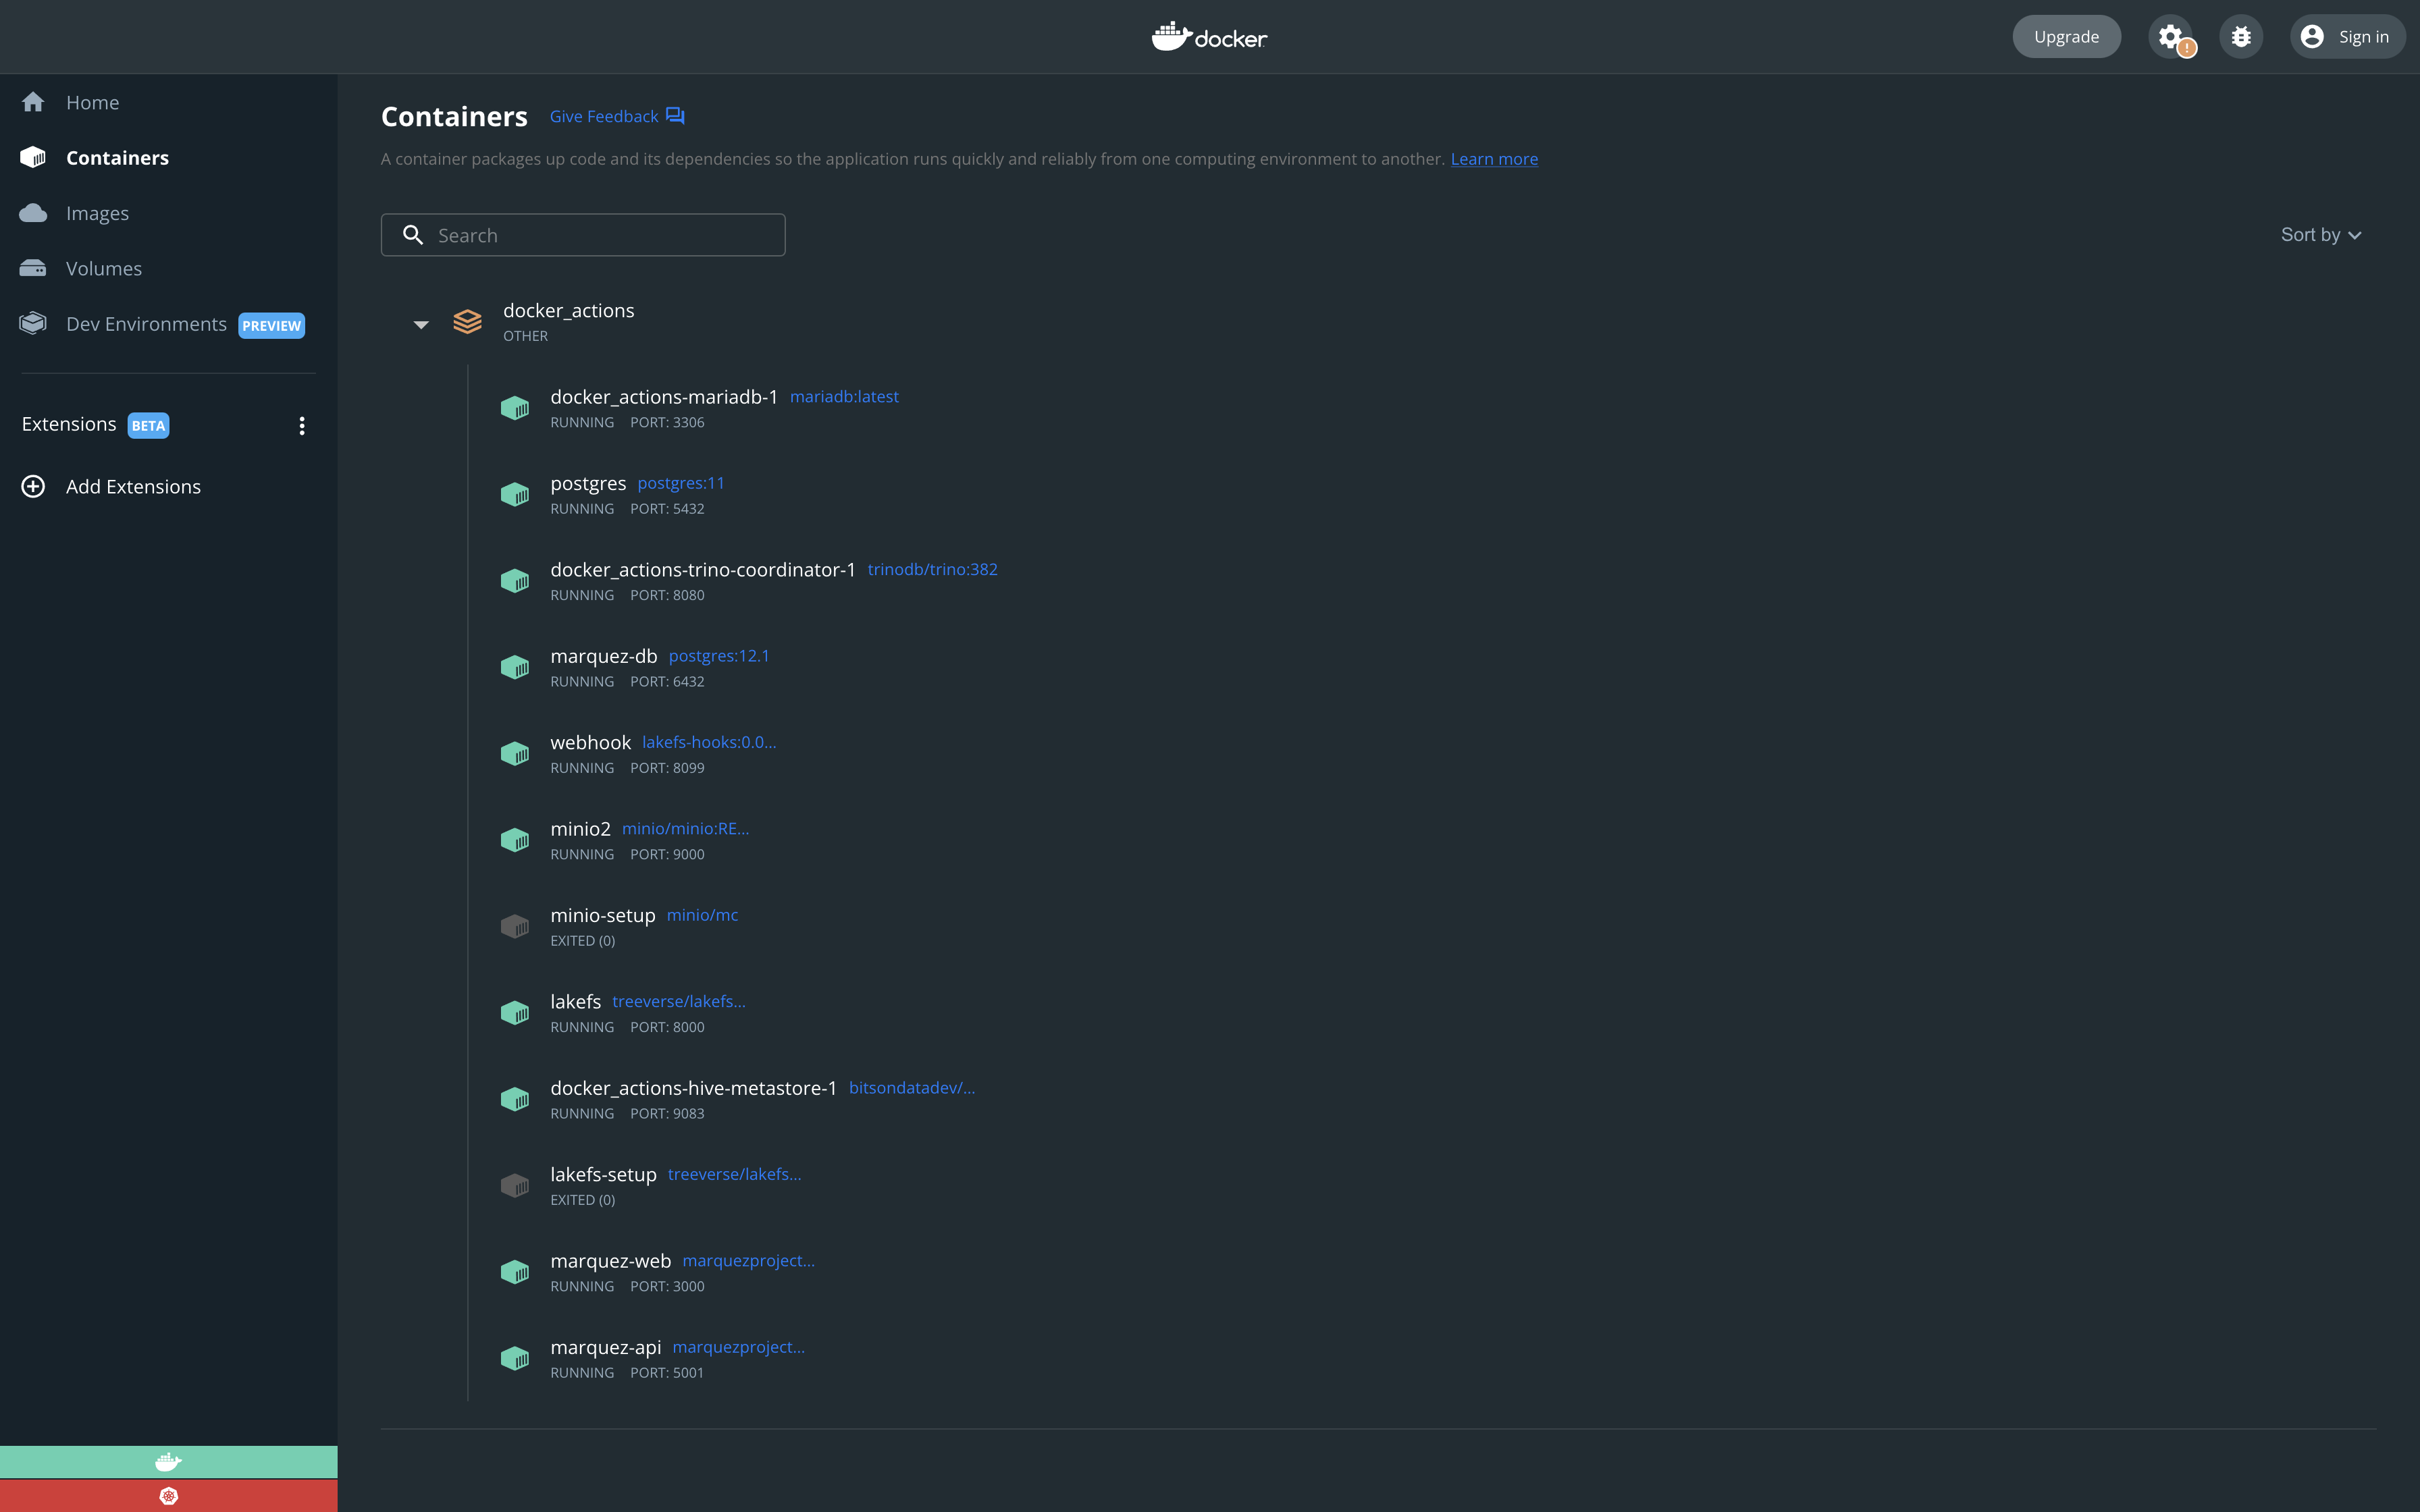 docker
Upgrade
!
Sign in
Home
Containers
Images
Volumes
Dev Environments PREVIEW
Extensions BETA
Add Extensions
Containers Give Feedback
A container packages up code and its dependencies so the application runs quickly and reliably from one computing environment to another. Learn more
Search
Sort by
docker_actions
OTHER
docker_actions-mariadb-1 mariadb:latest
RUNNING PORT: 3306
postgres postgres:11
RUNNING PORT: 5432
docker_actions-trino-coordinator-1 trinodb/trino:382
RUNNING PORT: 8080
marquez-db postgres:12.1
RUNNING PORT: 6432
webhook lakefs-hooks:0.0...
RUNNING PORT: 8099
minio2 minio/minio:RE...
RUNNING PORT: 9000
minio-setup minio/mc
EXITED (0)
lakefs treeverse/lakefs...
RUNNING PORT: 8000
docker_actions-hive-metastore-1 bitsondatadev/...
RUNNING PORT: 9083
lakefs-setup treeverse/lakefs...
EXITED (0)
marquez-web marquezproject...
RUNNING PORT: 3000
marquez-api marquezproject...
RUNNING PORT: 5001